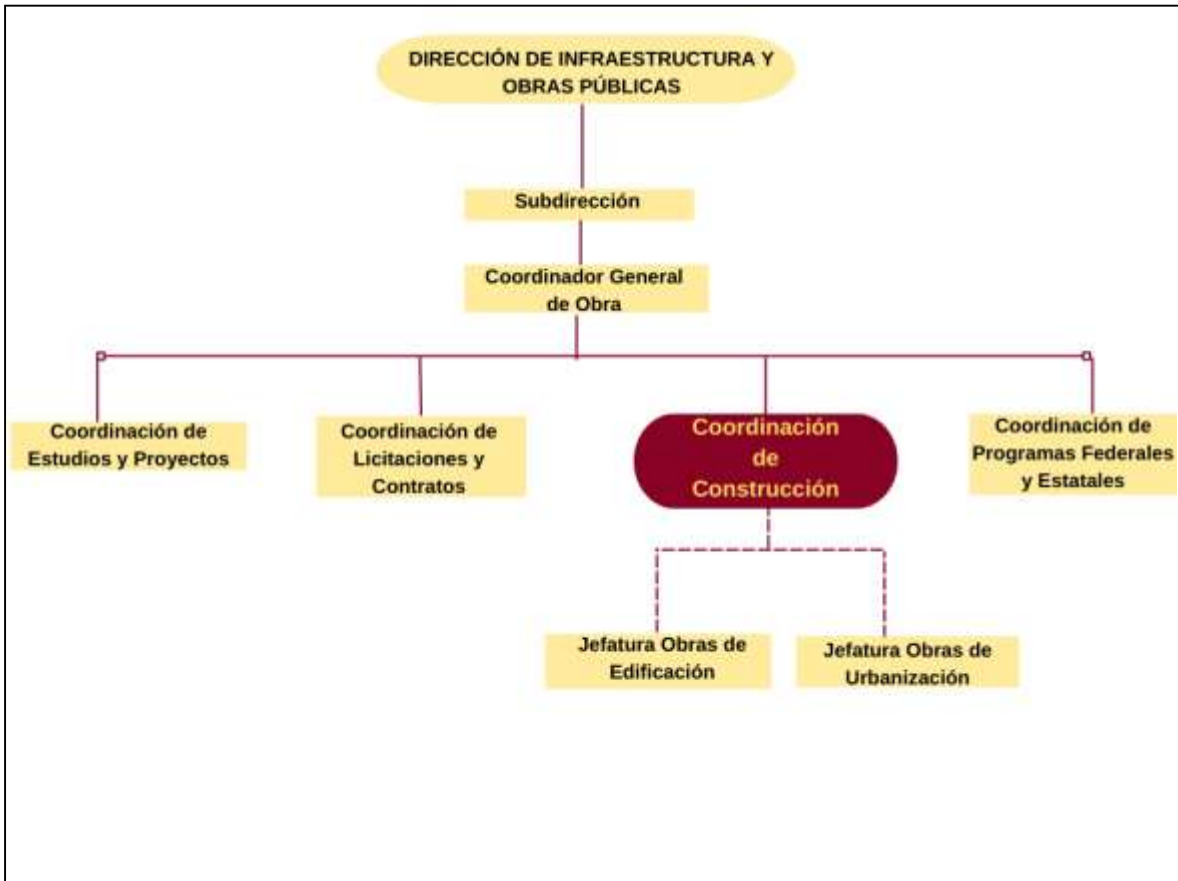 DIRECCIÓN DE INFRAESTRUCTURA Y
OBRAS PÚBLICAS
Subdirección
Coordinador General
de Obra
Coordinación de
Estudios y Proyectos
Coordinación de
Licitaciones y
Contratos
Coordinación
de
Construcción
Coordinación de
Programas Federales
y Estatales
Jefatura Obras de
Edificación
Jefatura Obras de
Urbanización